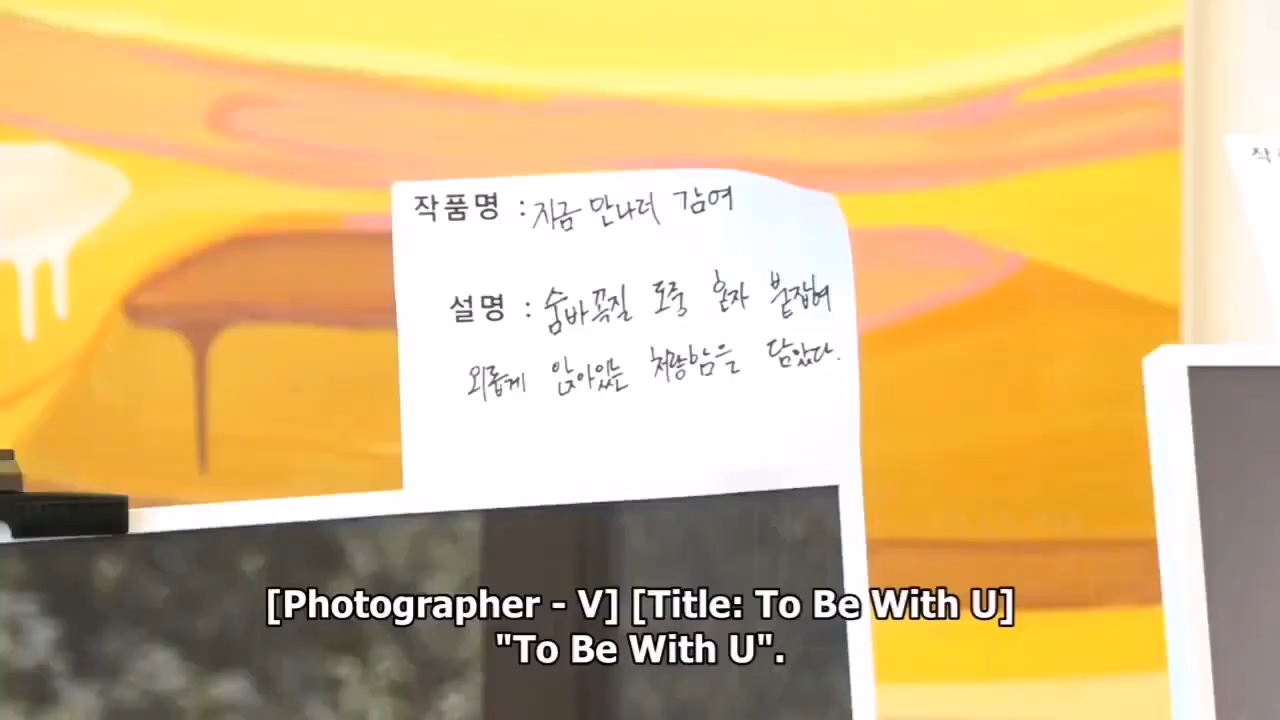 작품명 : 지금 만나러 감여
설명 : 숨바꼭질 도중 혼자 붙잡혀
외롭게 앉아있는 처량함을 담았다.
작
[Photographer - V] [Title: To Be With U]
"To Be With U".